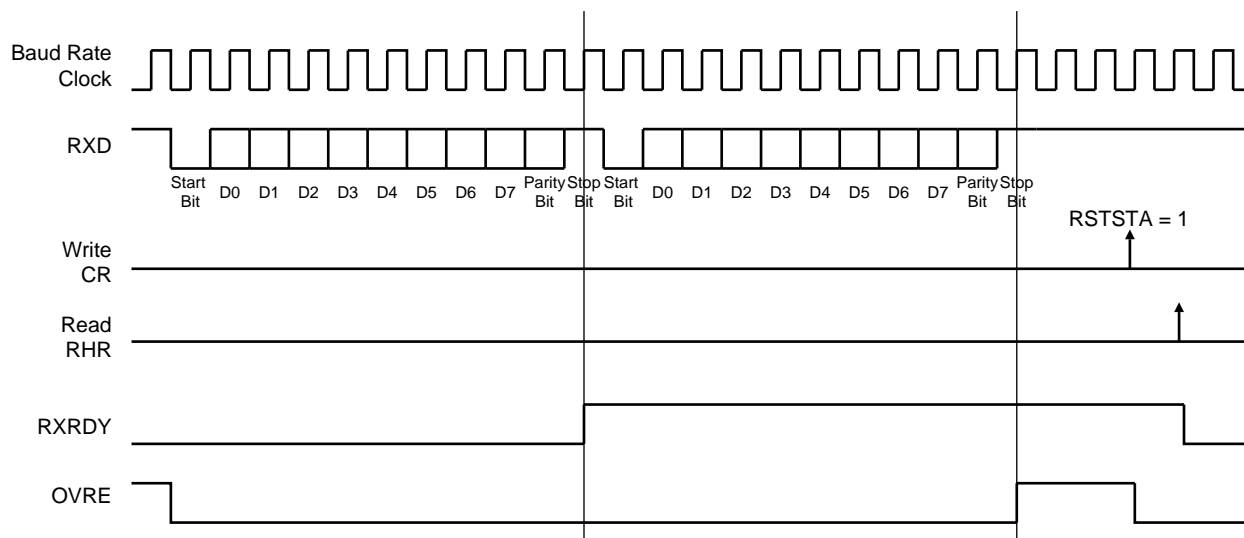 Baud Rate
Clock
RXD
Start
Bit
D0 D1 D2 D3 D4 D5 D6 D7
Parity
Bit
Stop
Bit
Start
Bit
D0 D1 D2 D3 D4 D5 D6 D7
Parity
Bit
Stop
Bit
RSTSTA = 1
Write
CR
Read
RHR
RXRDY
OVRE